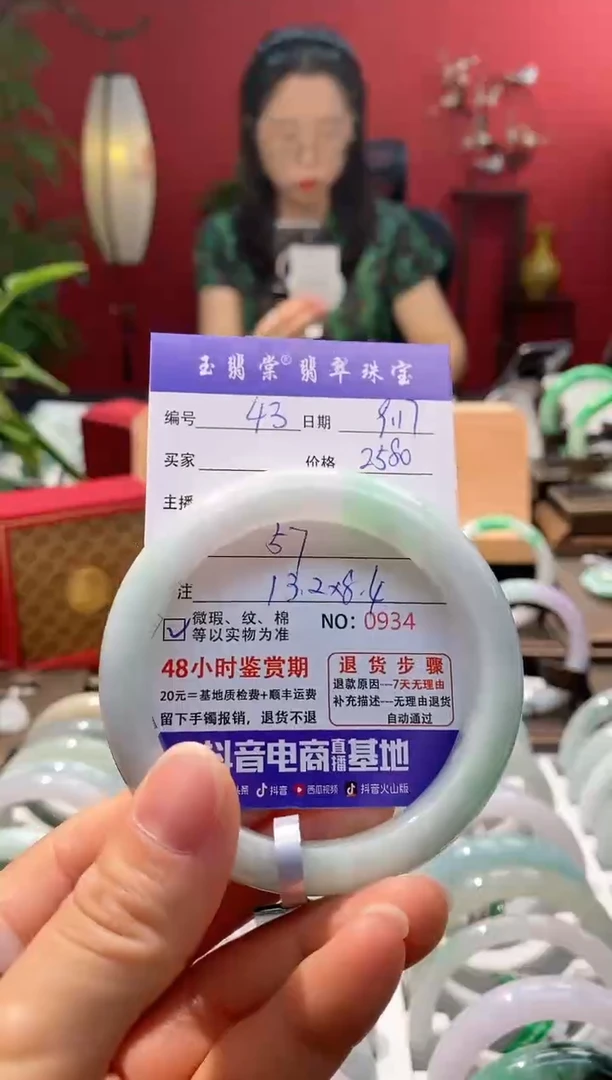 玉翡棠®翡翠珠宝
编号 43 日期 9.17
买家 价格 2580
主播
57
注 13.2x8.4
微瑕、纹、棉
等以实物为准
NO: 0934
48小时鉴赏期
20元=基地质检费+顺丰运费
留下手镯报销，退货不退
退货步骤
退款原因---7天无理由
补充描述---无理由退货
自动通过
抖音电商直播基地
头条 抖音 西瓜视频 抖音火山版